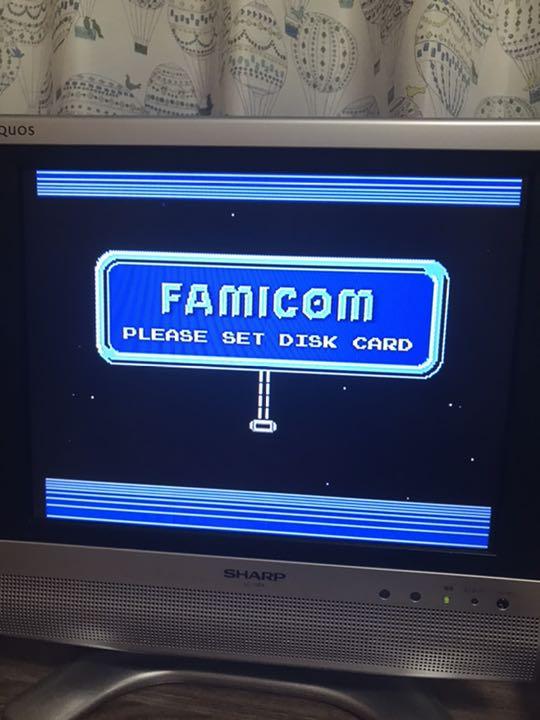 QUOS
FAMICOM
PLEASE SET DISK CARD
SHARP